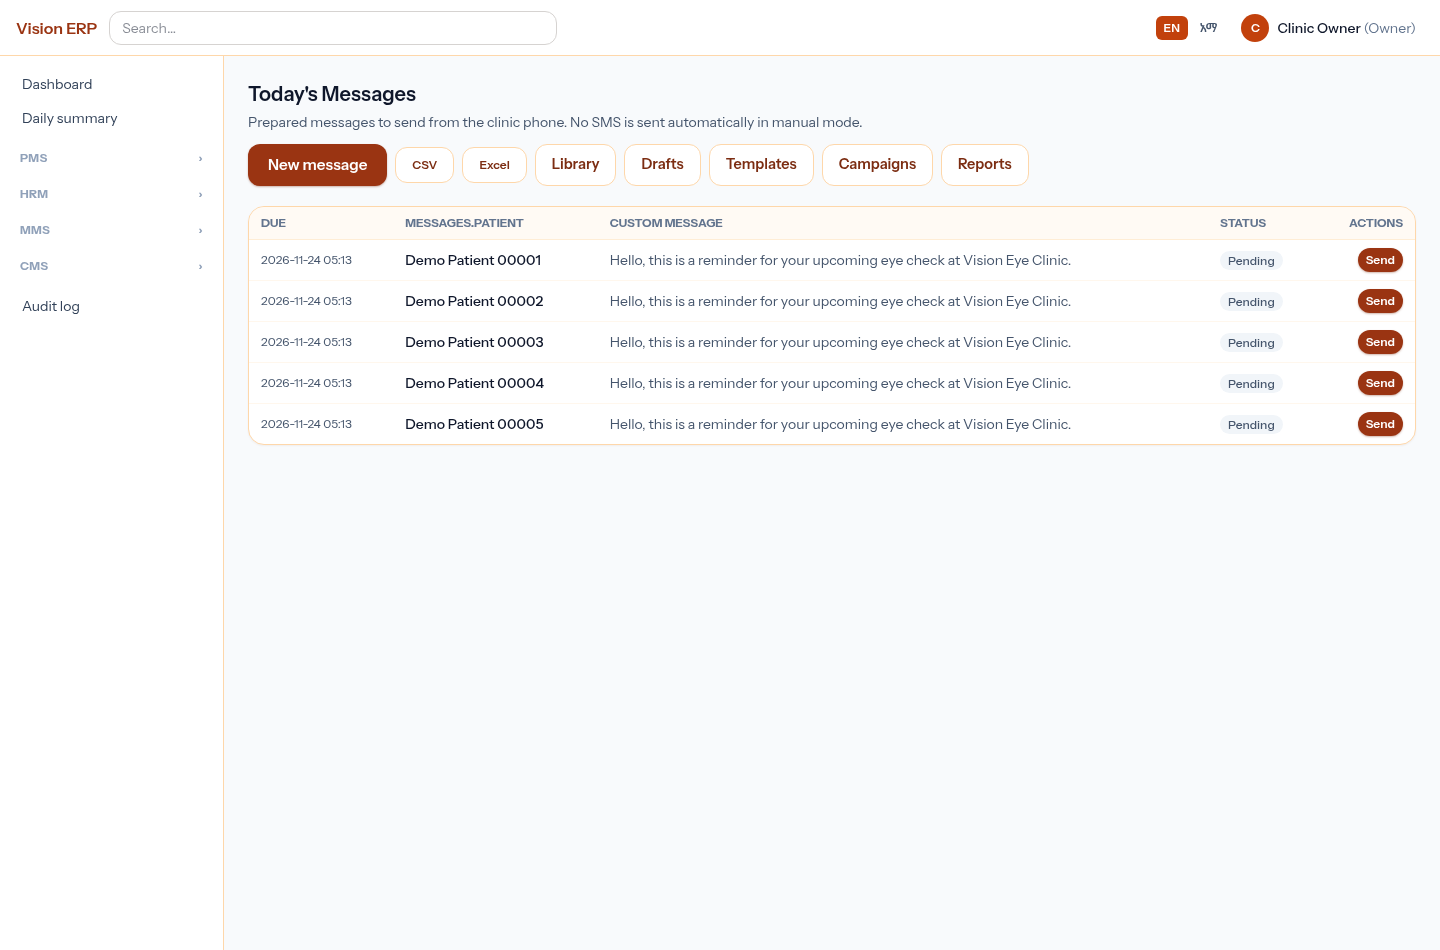 Vision ERP
Search...
EN
አማ
C
Clinic Owner (Owner)
Dashboard
Daily summary
PMS
HRM
MMS
CMS
Audit log
Today's Messages
Prepared messages to send from the clinic phone. No SMS is sent automatically in manual mode.
New message
CSV
Excel
Library
Drafts
Templates
Campaigns
Reports
DUE MESSAGES.PATIENT CUSTOM MESSAGE STATUS ACTIONS
2026-11-24 05:13 Demo Patient 00001 Hello, this is a reminder for your upcoming eye check at Vision Eye Clinic. Pending Send
2026-11-24 05:13 Demo Patient 00002 Hello, this is a reminder for your upcoming eye check at Vision Eye Clinic. Pending Send
2026-11-24 05:13 Demo Patient 00003 Hello, this is a reminder for your upcoming eye check at Vision Eye Clinic. Pending Send
2026-11-24 05:13 Demo Patient 00004 Hello, this is a reminder for your upcoming eye check at Vision Eye Clinic. Pending Send
2026-11-24 05:13 Demo Patient 00005 Hello, this is a reminder for your upcoming eye check at Vision Eye Clinic. Pending Send